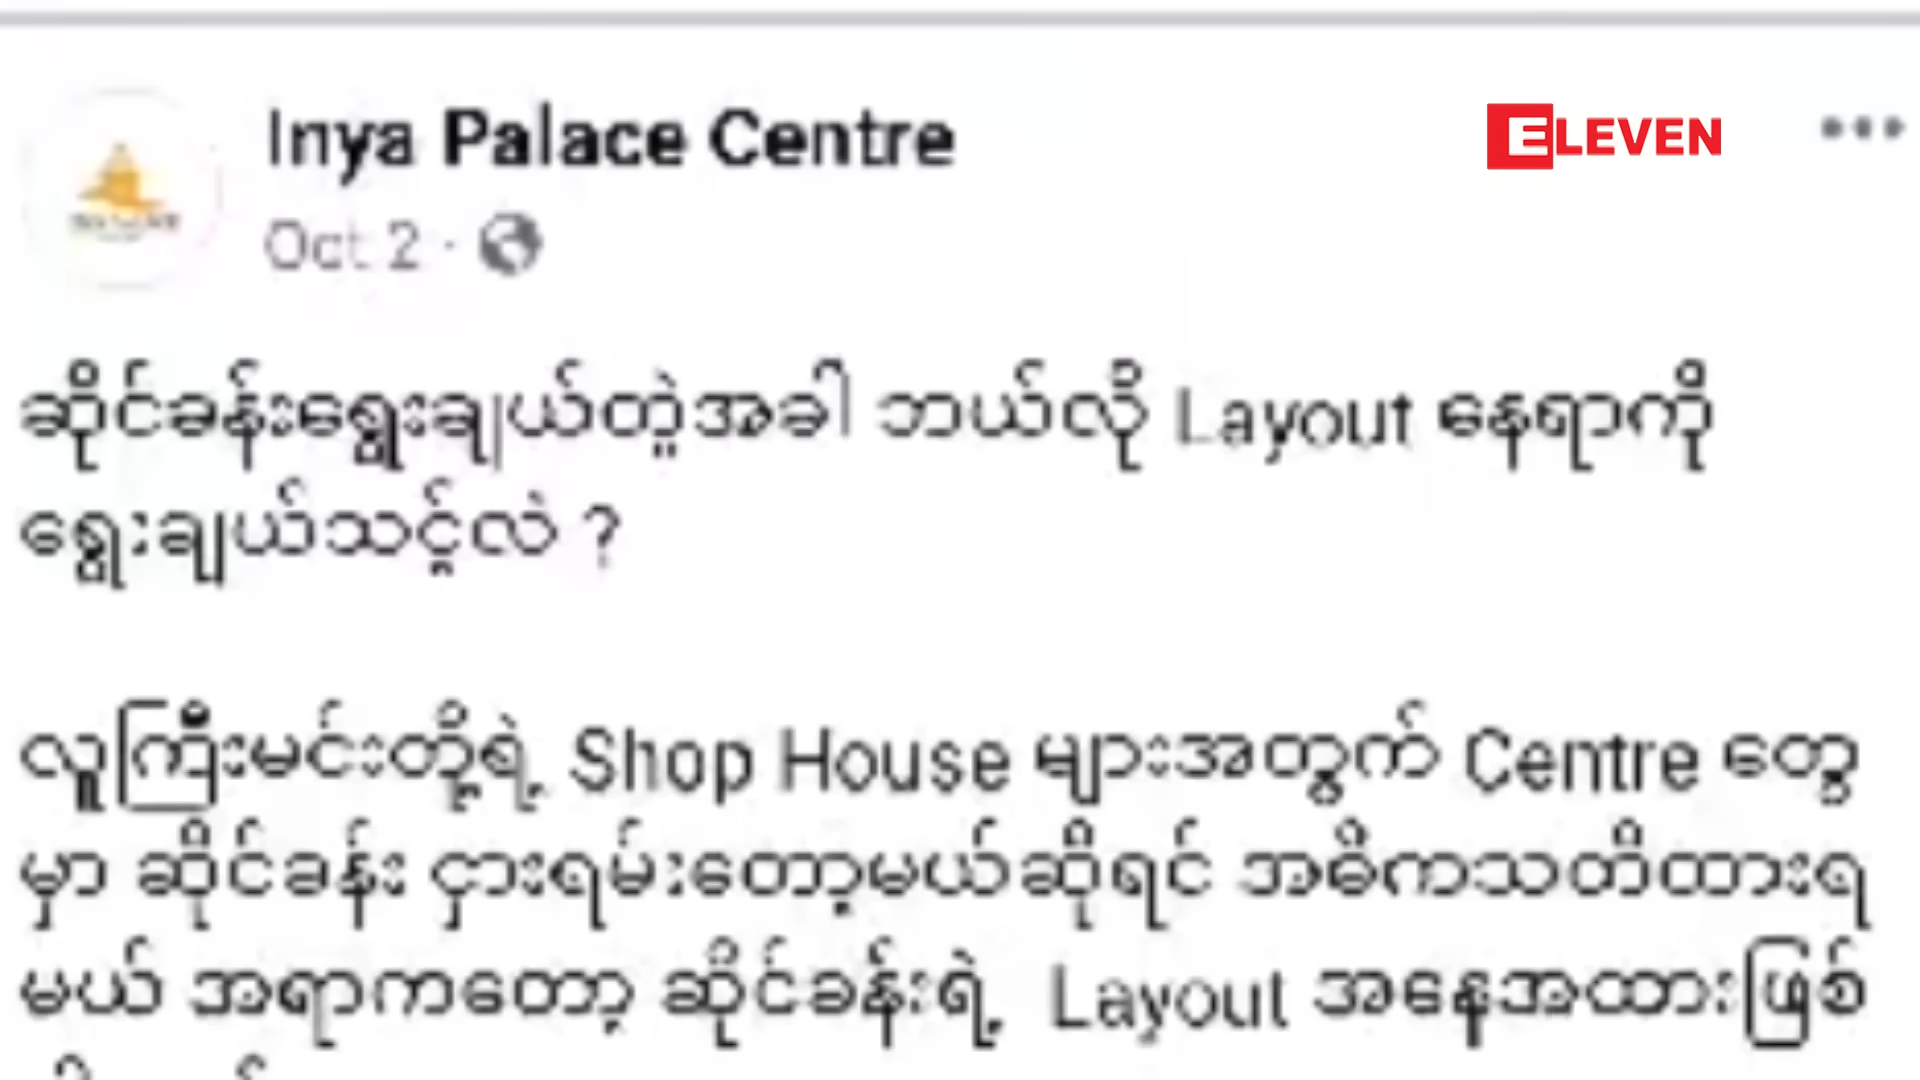 Inya Palace Centre
ELEVEN
Oct 2 ·
ဆိုင်ခန်းရွေးချယ်တဲ့အခါ ဘယ်လို Layout နေရာကို
ရွေးချယ်သင့်လဲ ?
လူကြီးမင်းတို့ရဲ့ Shop House များအတွက် Centre တွေ
မှာ ဆိုင်ခန်း ငှားရမ်းတော့မယ်ဆိုရင် အဓိကသတိထားရ
မယ် အရာကတော့ ဆိုင်ခန်းရဲ့ Layout အနေအထားဖြစ်